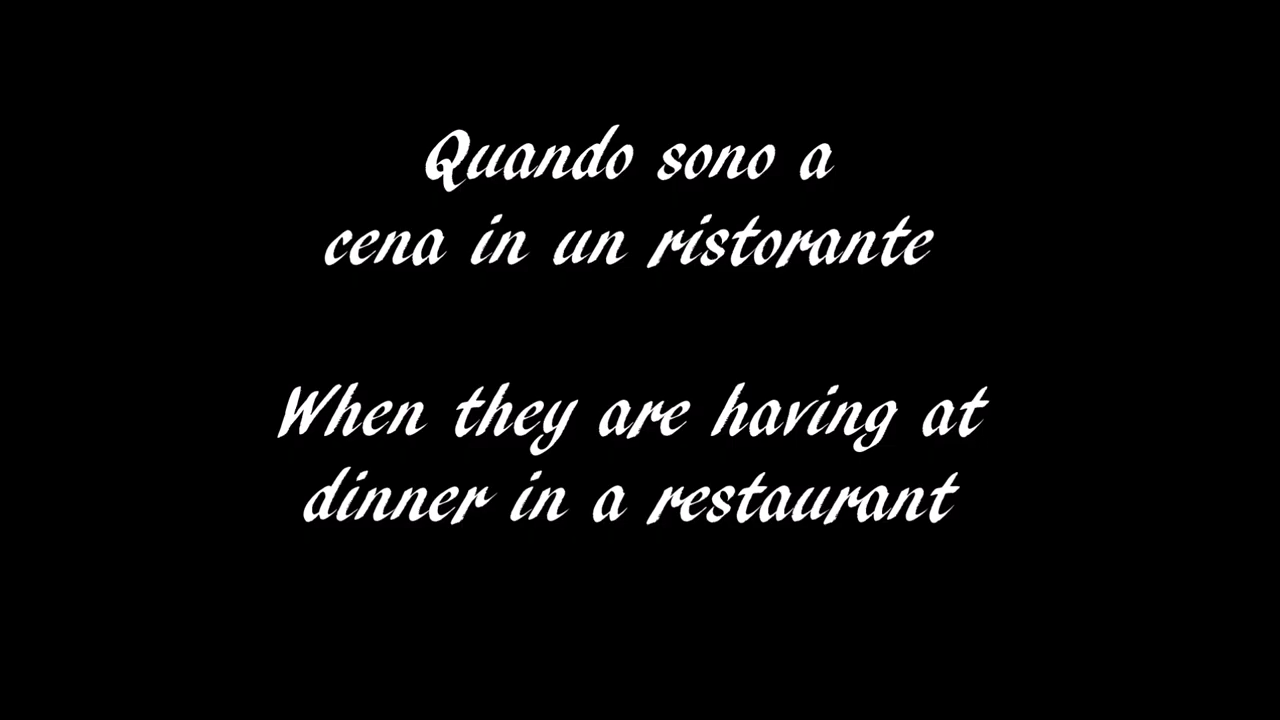 Quando sono a
cena in un ristorante
When they are having at
dinner in a restaurant